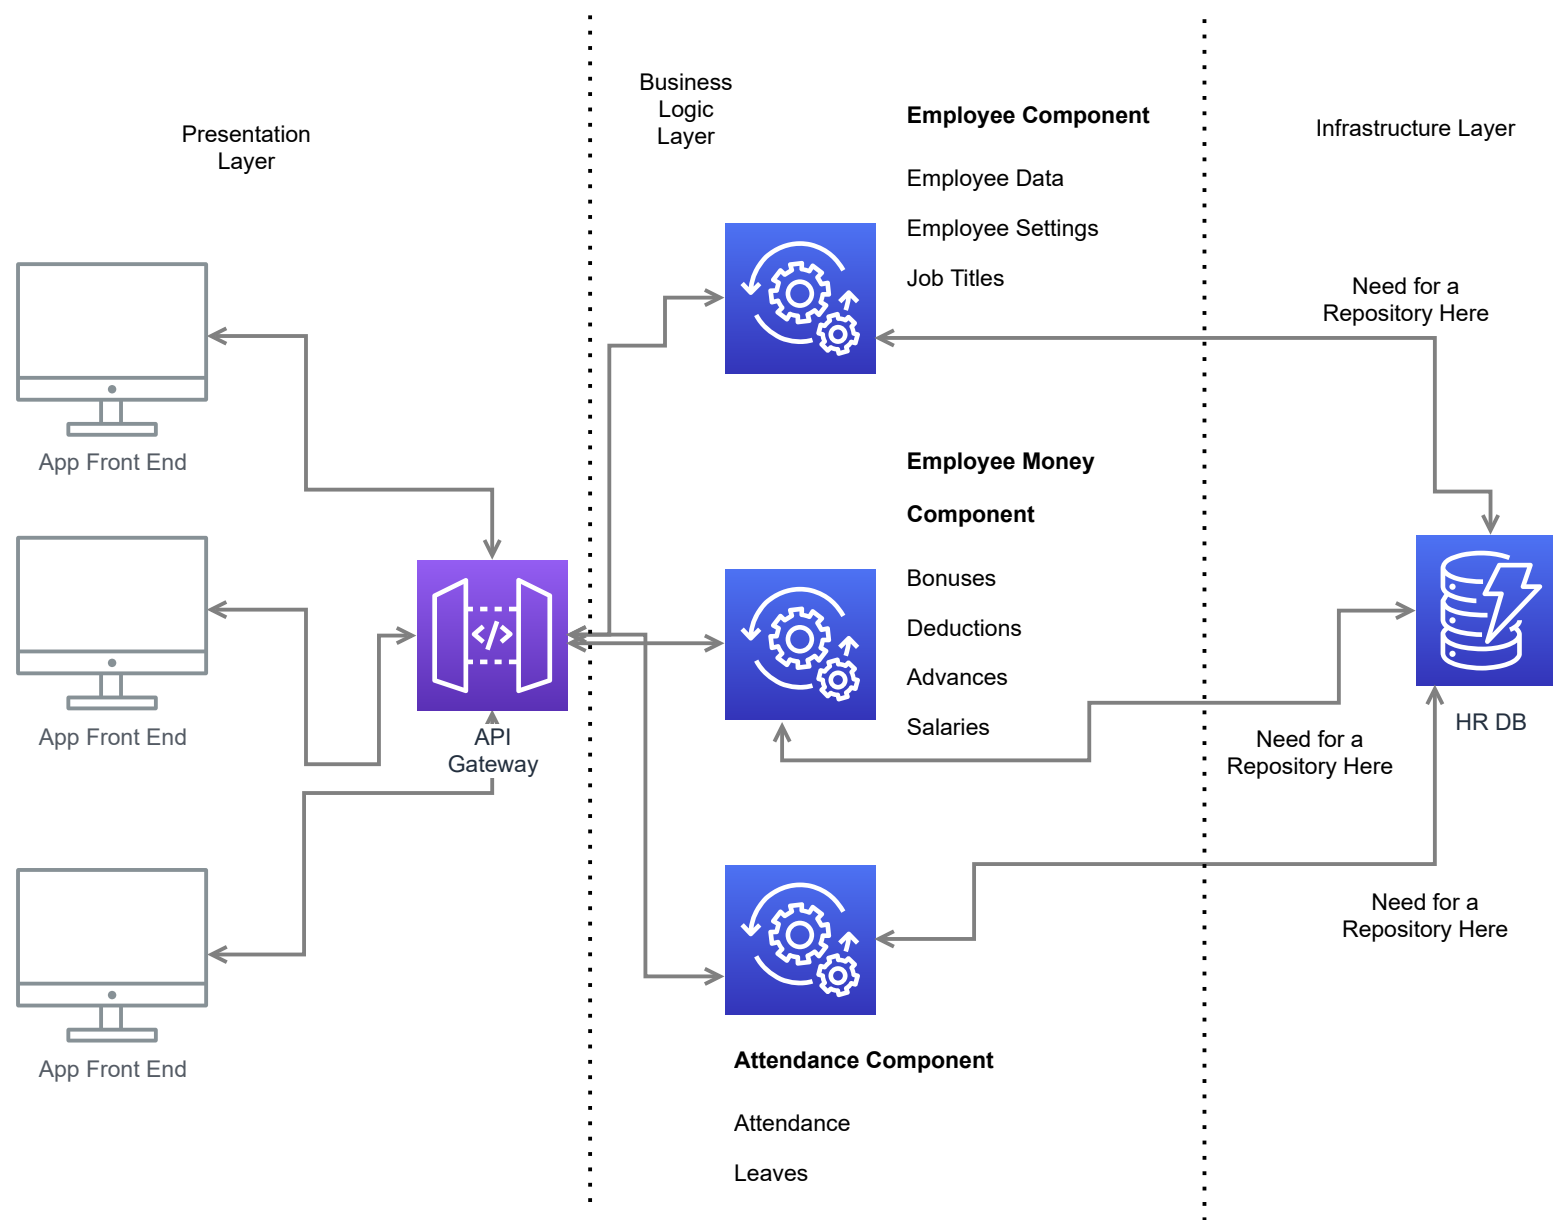 Presentation
Layer
App Front End
App Front End
App Front End
API
Gateway
Business
Logic
Layer
Employee Component
Employee Data
Employee Settings
Job Titles
Employee Money
Component
Bonuses
Deductions
Advances
Salaries
Attendance Component
Attendance
Leaves
Infrastructure Layer
Need for a
Repository Here
HR DB
Need for a
Repository Here
Need for a
Repository Here